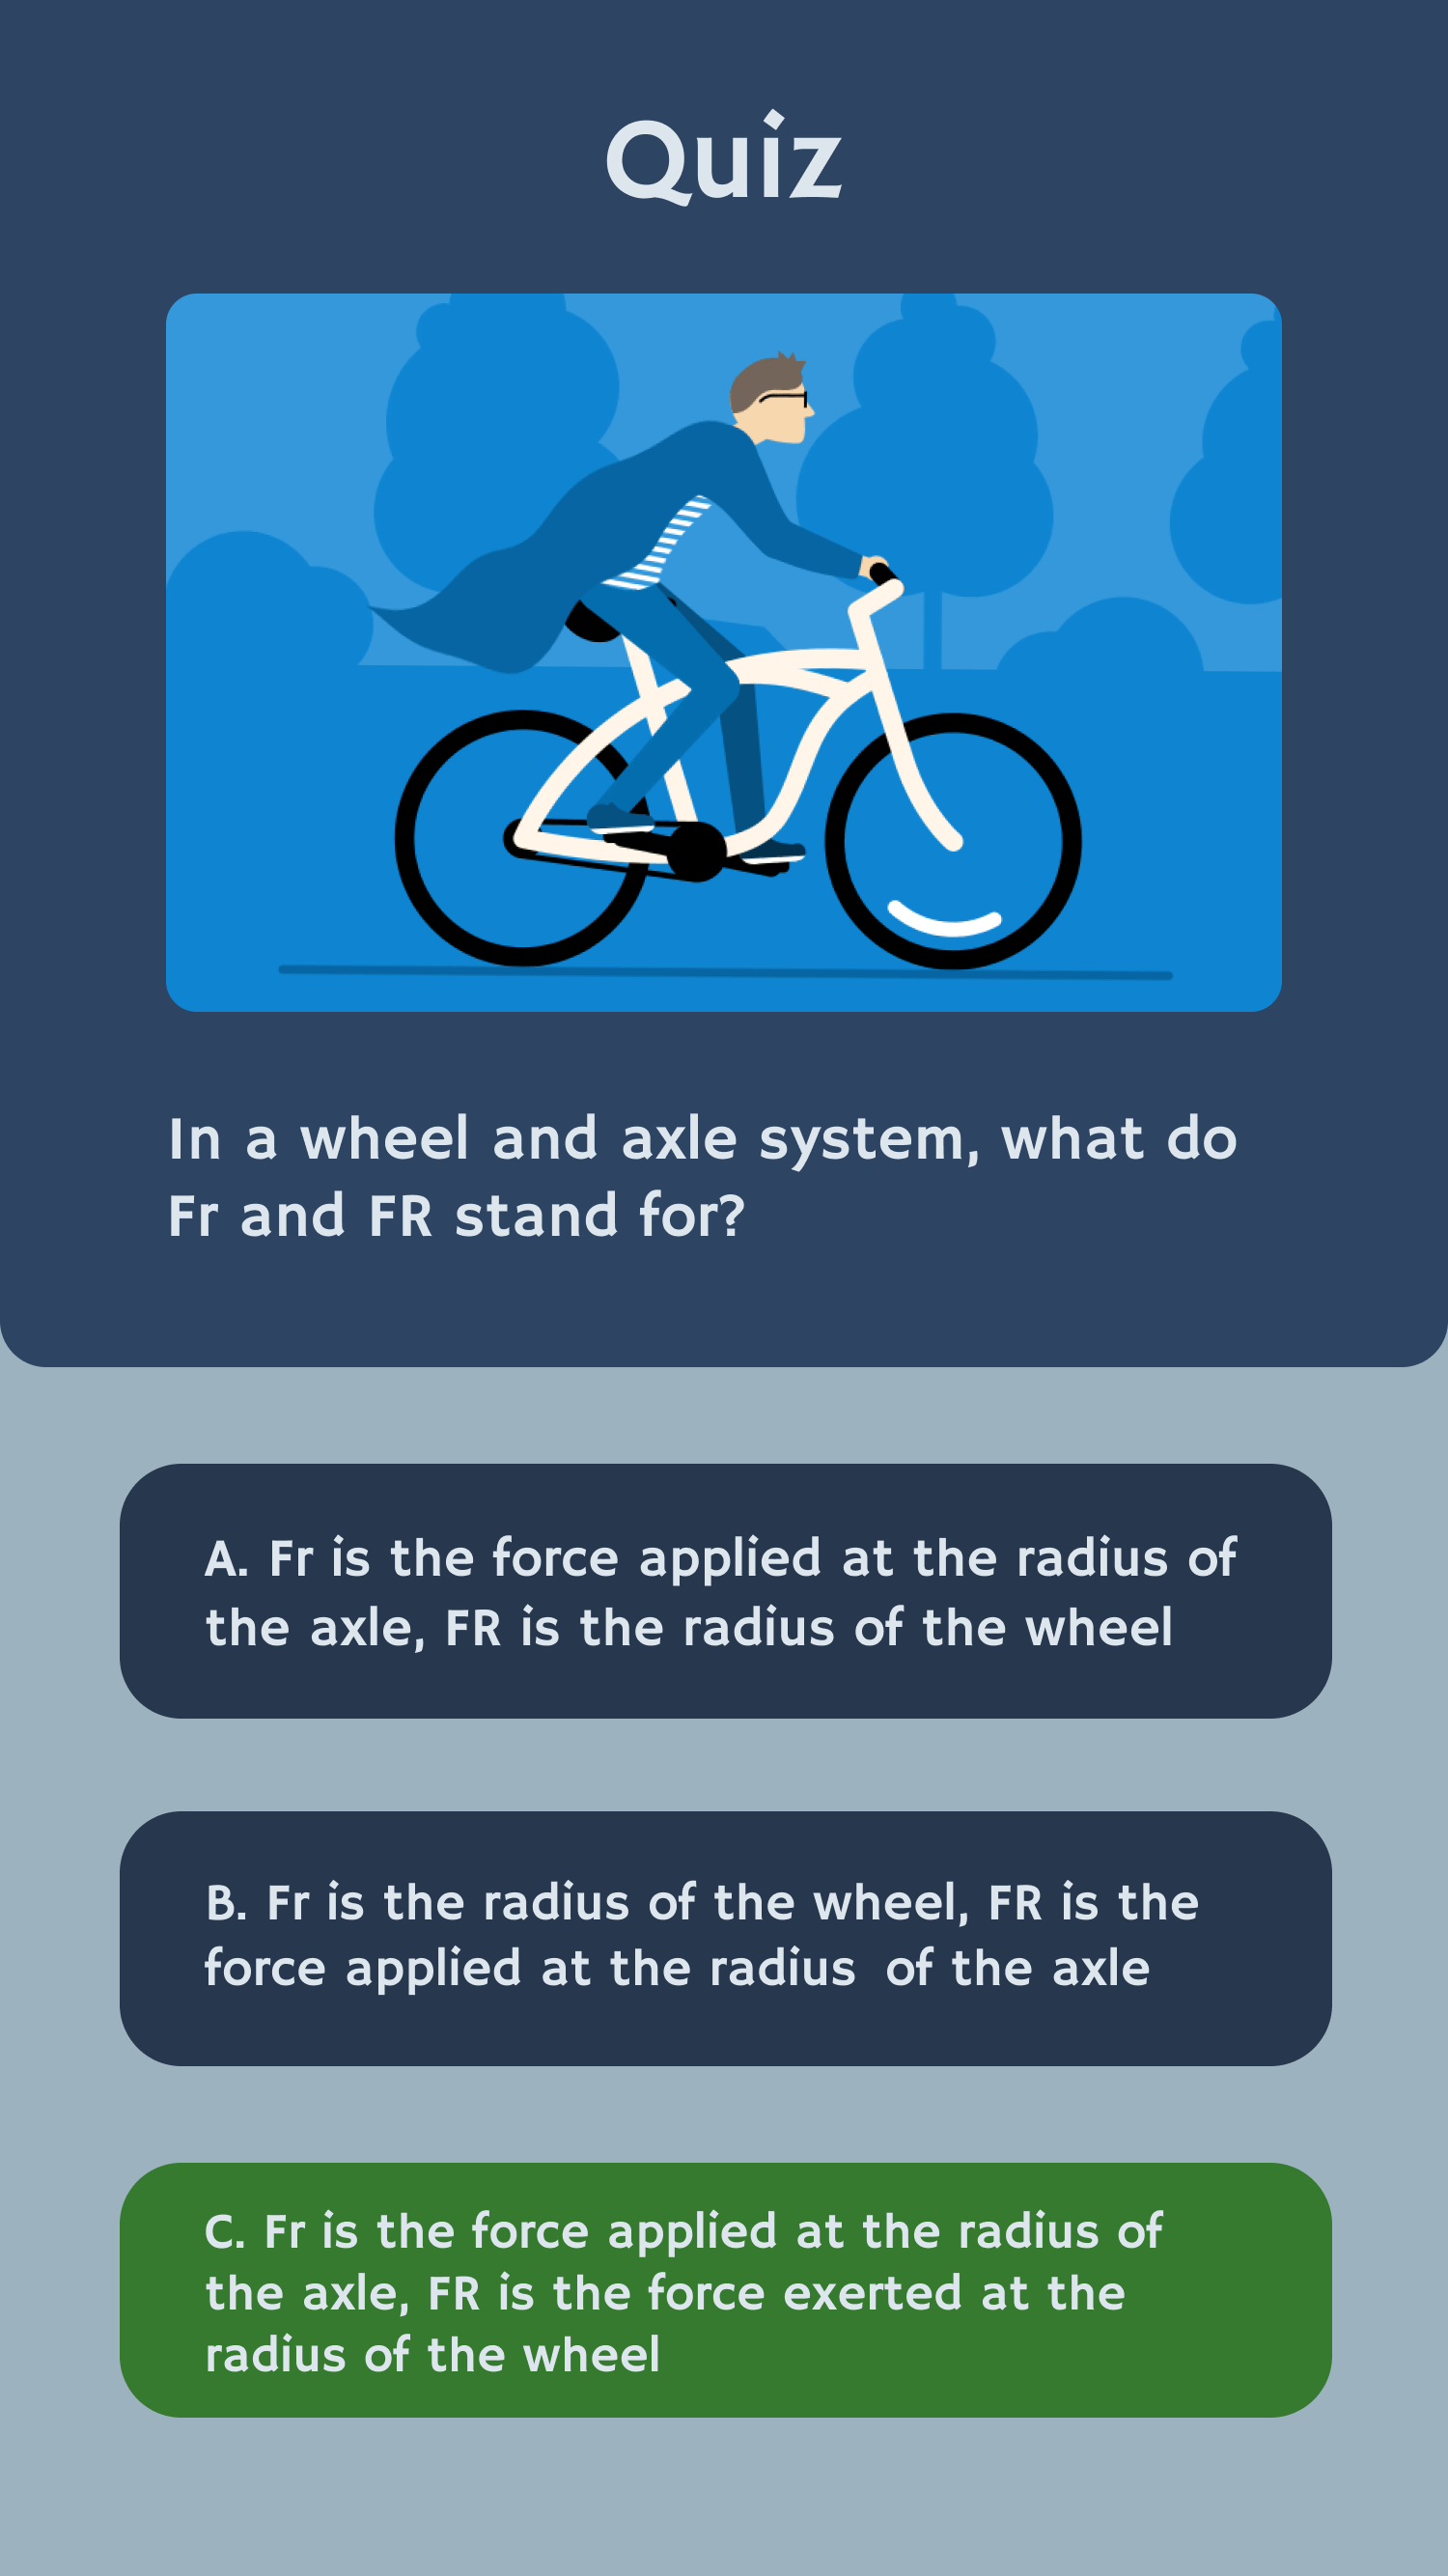 Quiz
In a wheel and axle system, what do
Fr and FR stand for?
A. Fr is the force applied at the radius of
the axle, FR is the radius of the wheel
B. Fr is the radius of the wheel, FR is the
force applied at the radius  of the axle
C. Fr is the force applied at the radius of
the axle, FR is the force exerted at the
radius of the wheel